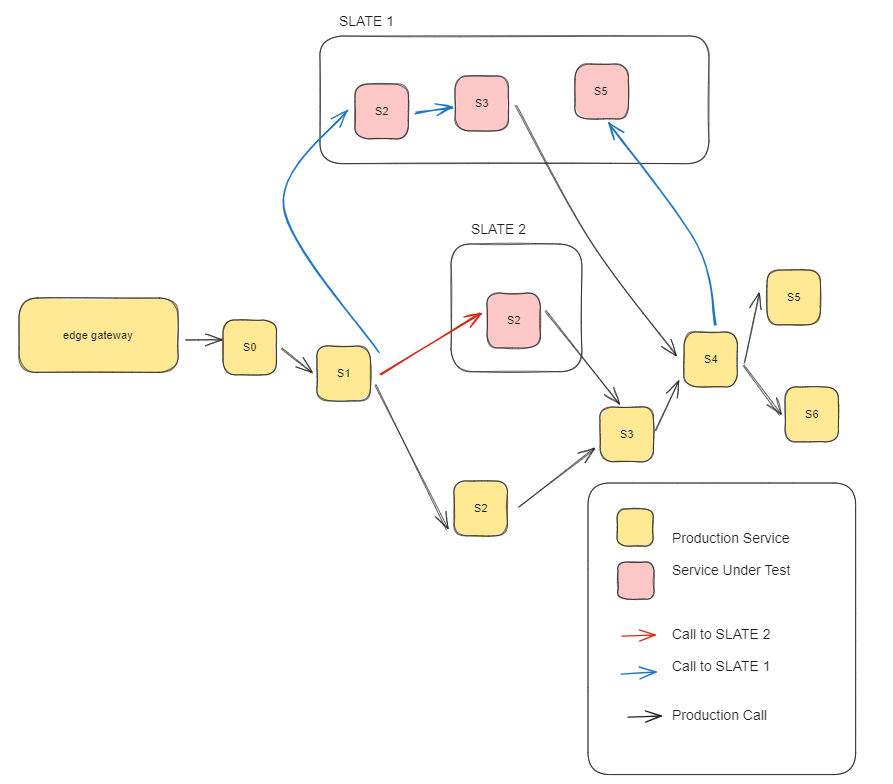 SLATE 1
S2
S3
S5
SLATE 2
S2
edge gateway
S0
S1
S5
S4
S6
S3
S2
Production Service
Service Under Test
Call to SLATE 2
Call to SLATE 1
Production Call